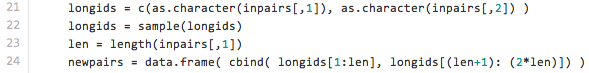 21 longids = c(as.character(inpairs[,1]), as.character(inpairs[,2]) )
22 longids = sample(longids)
23 len = length(inpairs[,1])
24 newpairs = data.frame( cbind( longids[1:len], longids[(len+1): (2*len)]) )